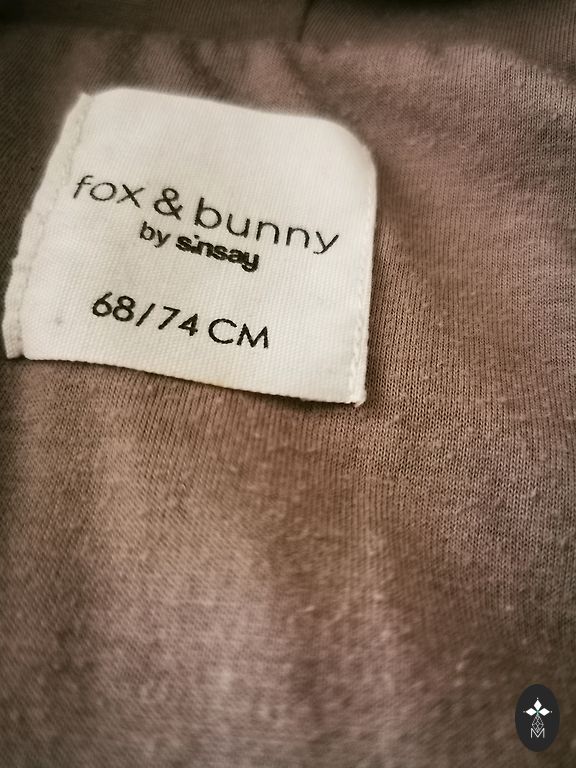 fox & bunny
by sinsay
68/74 CM
M